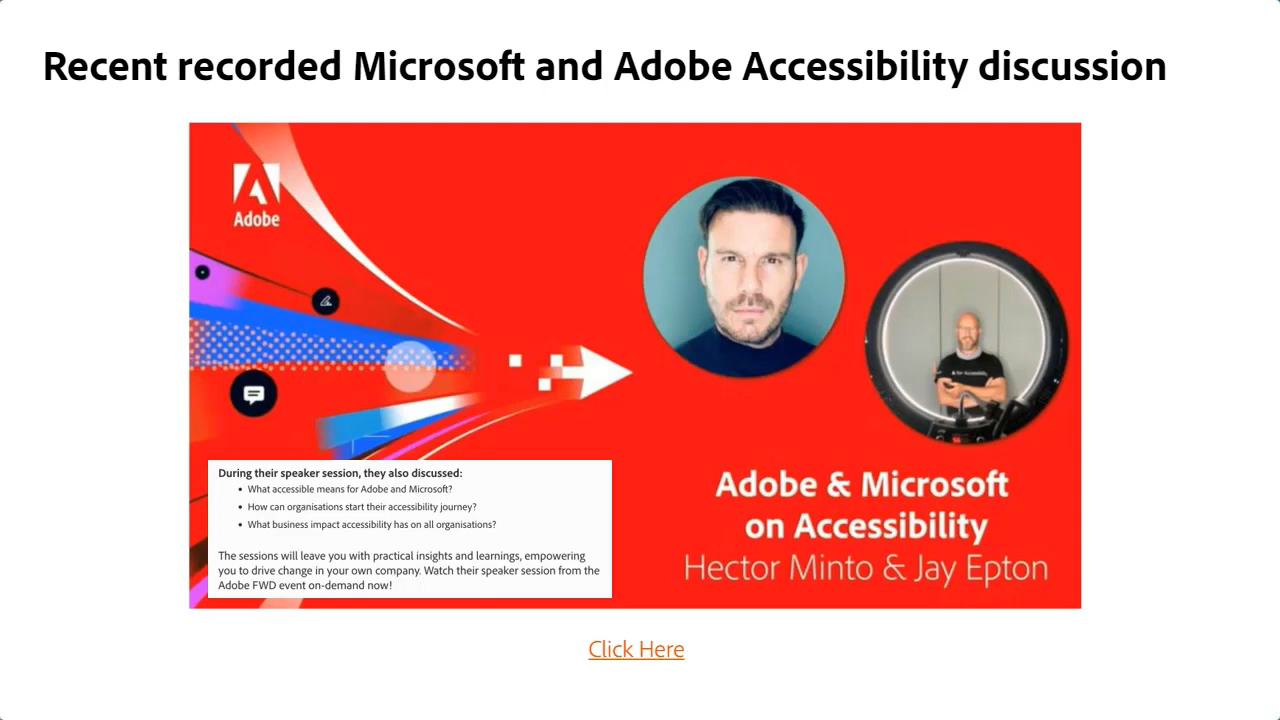 Recent recorded Microsoft and Adobe Accessibility discussion
Adobe
During their speaker session, they also discussed:
• What accessible means for Adobe and Microsoft?
• How can organisations start their accessibility journey?
• What business impact accessibility has on all organisations?
The sessions will leave you with practical insights and learnings, empowering
you to drive change in your own company. Watch their speaker session from the
Adobe FWD event on-demand now!
Adobe & Microsoft
on Accessibility
Hector Minto & Jay Epton
Click Here